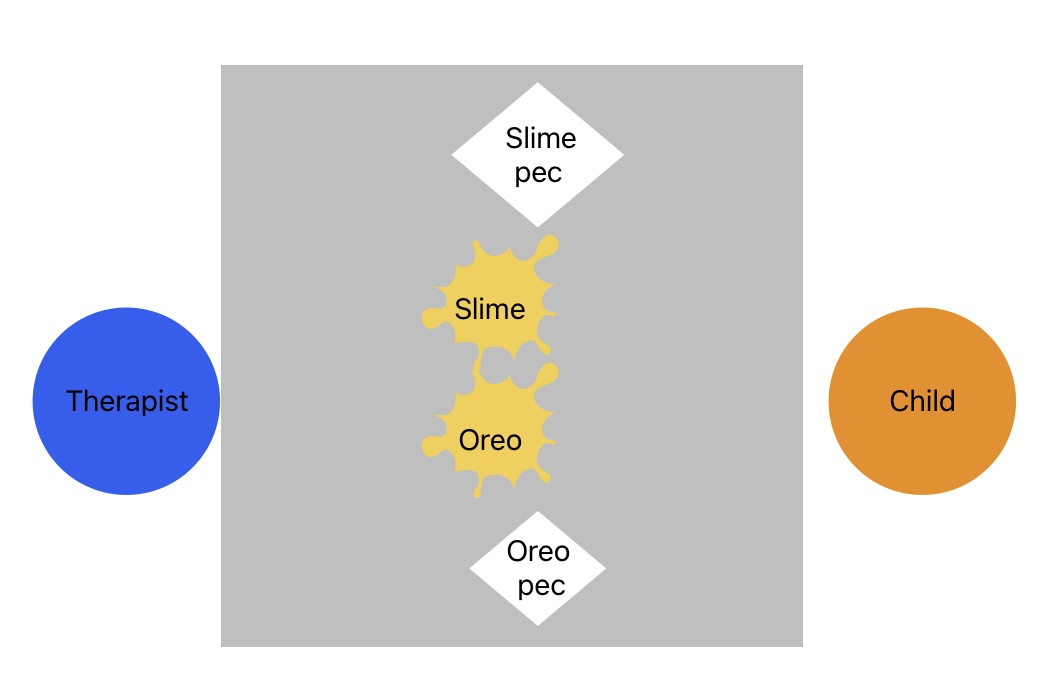 Slime
pec
Slime
Therapist
Child
Oreo
Oreo
pec